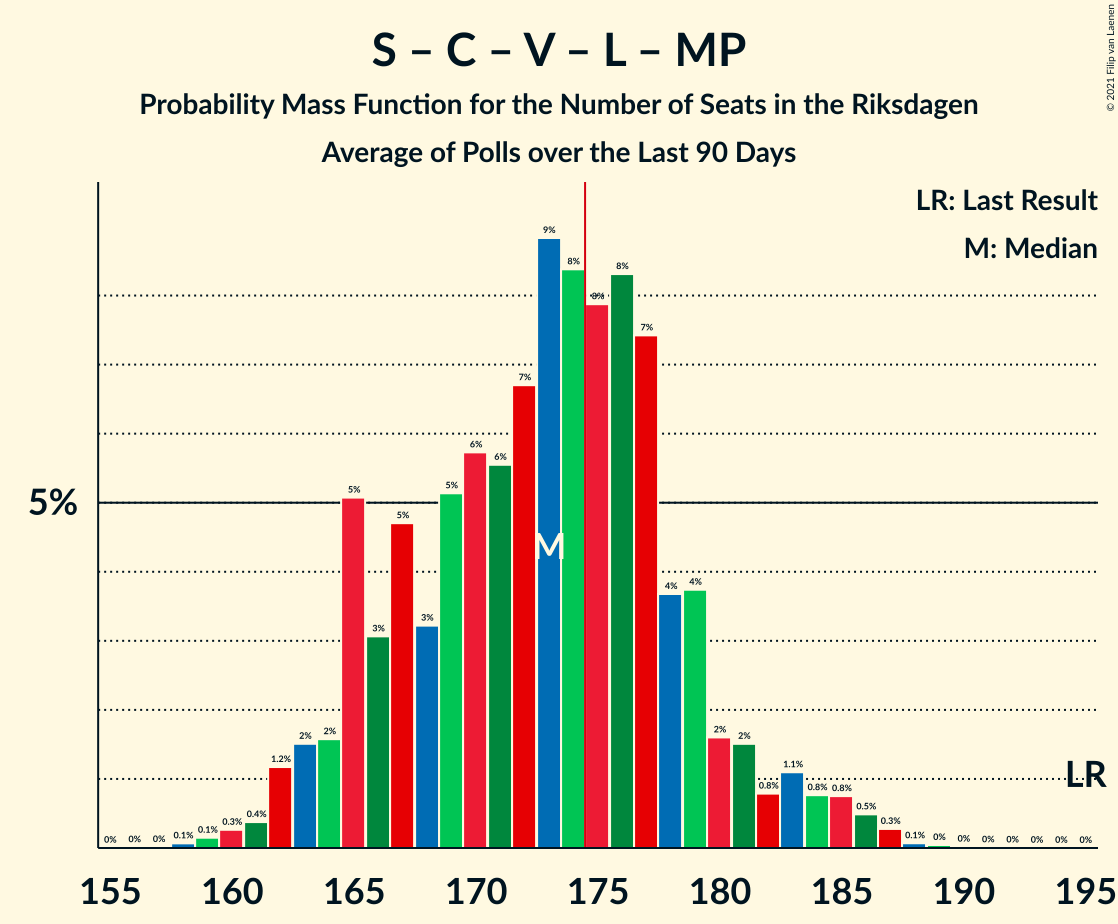 S – C – V – L – MP
Probability Mass Function for the Number of Seats in the Riksdagen
Average of Polls over the Last 90 Days
© 2021 Filip van Laenen
LR: Last Result
M: Median
5%
0% 0% 0% 0.1% 0.1% 0.3% 0.4% 1.2% 2% 2% 5% 3% 5% 3% 5% 6% 6% 7% 9% 8% 8% 8% 7% 4% 4% 2% 2% 0.8% 1.1% 0.8% 0.8% 0.5% 0.3% 0.1% 0% 0% 0% 0% 0% 0% 0%
M
LR
155 160 165 170 175 180 185 190 195